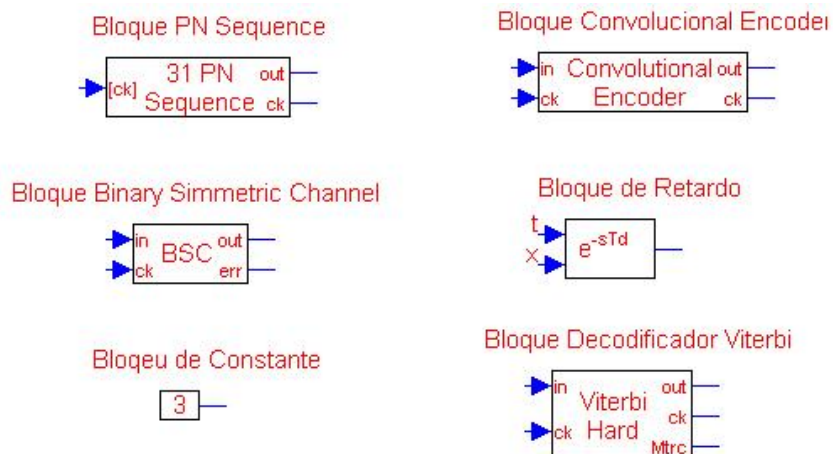 Bloque PN Sequence
[ck] 31 PN out
Sequence ck
Bloque Convolucional Encoder
in Convolutional out
ck Encoder ck
Bloque Binary Simmetric Channel
in BSC out
ck err
Bloque de Retardo
t
x
e-sTd
Bloqeu de Constante
3
Bloque Decodificador Viterbi
in Viterbi out
ck Hard ck
Mtrc